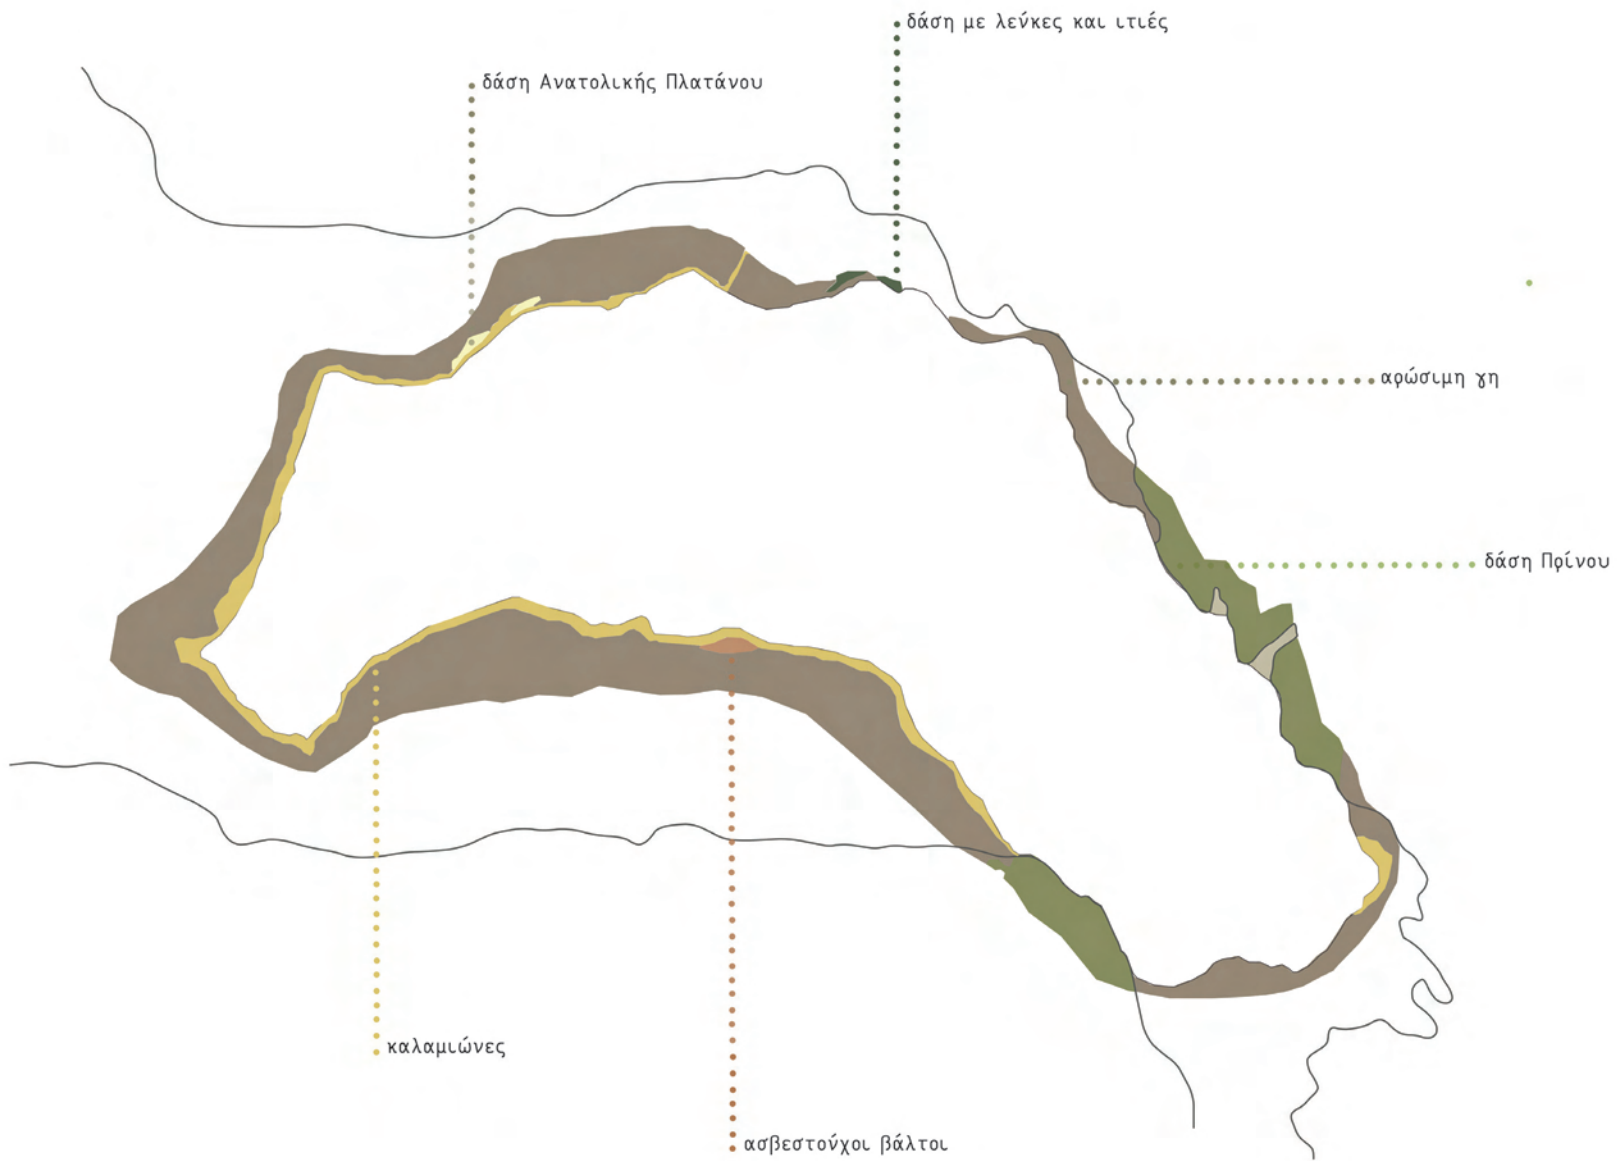 δάση με λεύκες και ιτιές
δάση Ανατολικής Πλατάνου
αρώσιμη γη
δάση Πρίνου
καλαμιώνες
ασβεστούχοι βάλτοι